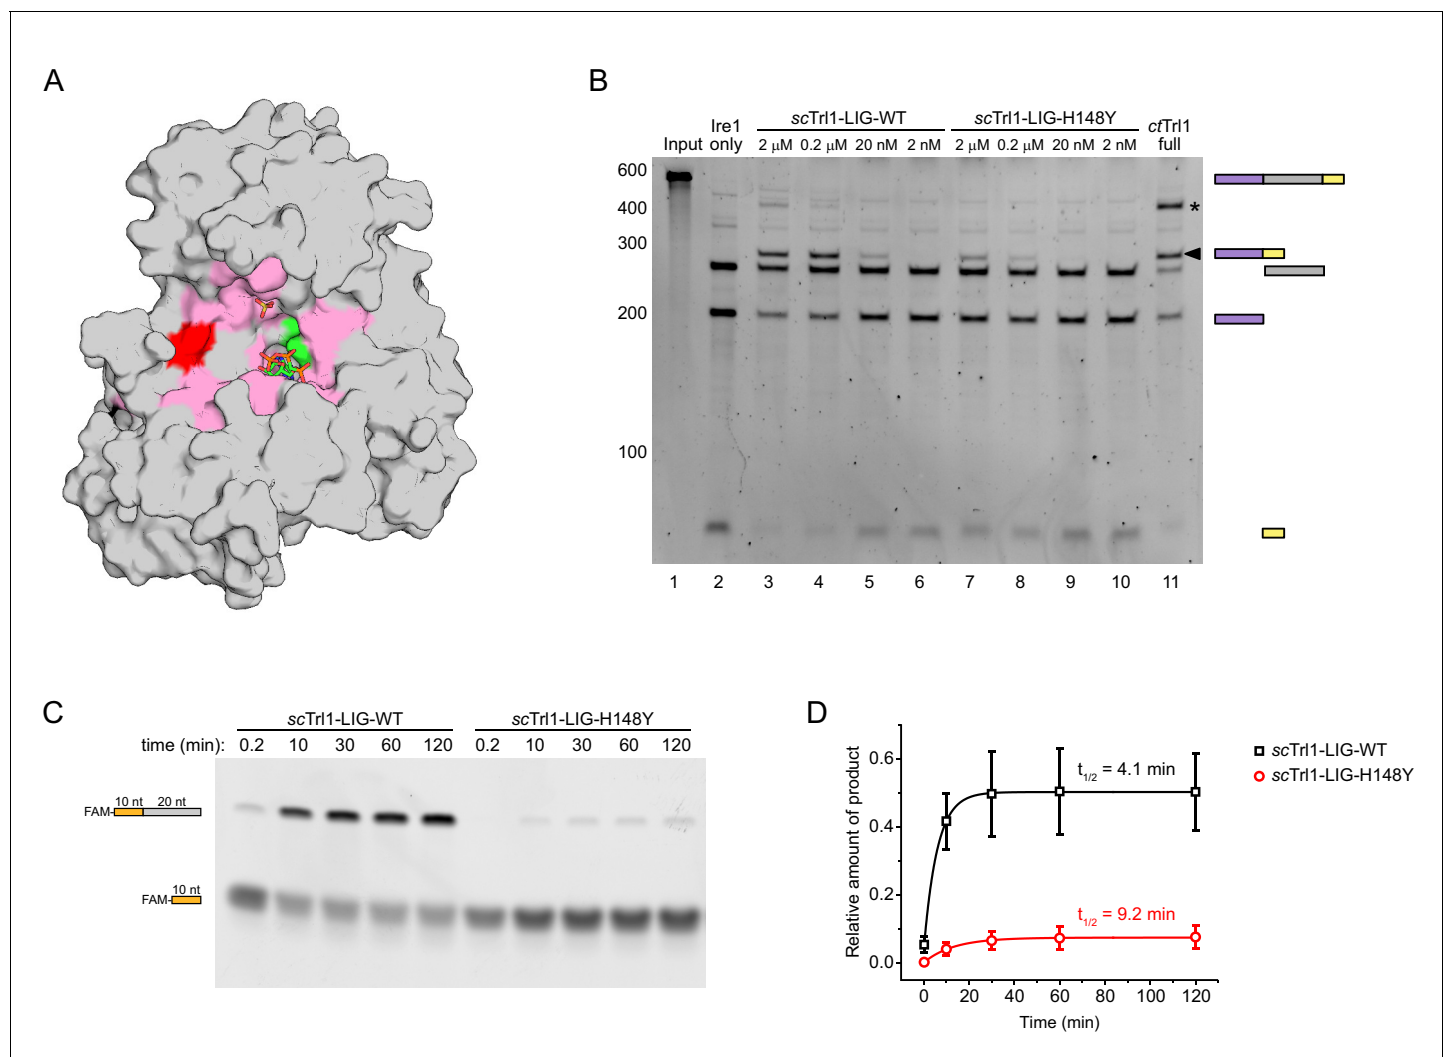 A
B
Ire1 only
scTrl1-LIG-WT
scTrl1-LIG-H148Y
ctTrl1 full
Input
2 μM 0.2 μM 20 nM 2 nM 2 μM 0.2 μM 20 nM 2 nM
600
400
*
300
200
100
1 2 3 4 5 6 7 8 9 10 11
C
scTrl1-LIG-WT scTrl1-LIG-H148Y
time (min): 0.2 10 30 60 120 0.2 10 30 60 120
10 nt 20 nt
FAM-
10 nt
FAM-
D
scTrl1-LIG-WT
scTrl1-LIG-H148Y
t1/2 = 4.1 min
t1/2 = 9.2 min
Relative amount of product
0.6
0.4
0.2
0.0
0 20 40 60 80 100 120
Time (min)